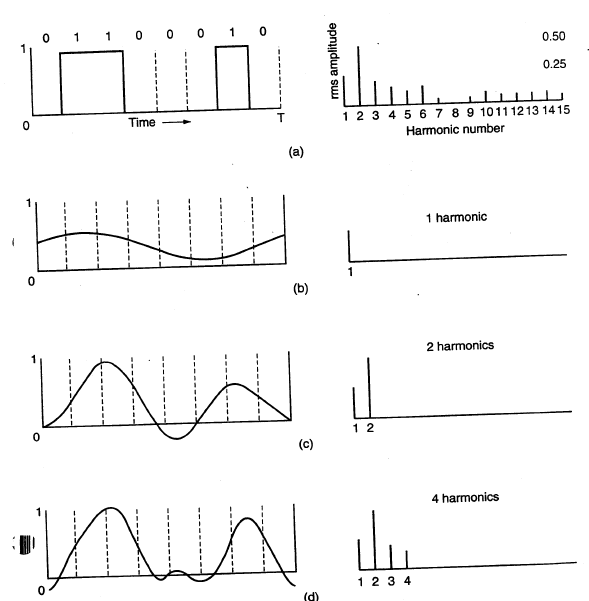 0 1 1 0 0 0 1 0
1
0
Time
T
rms amplitude
0.50
0.25
1 2 3 4 5 6 7 8 9 10 11 12 13 14 15
Harmonic number
(a)
1
0
1 harmonic
1
(b)
1
0
2 harmonics
1 2
(c)
1
0
4 harmonics
1 2 3 4
(d)